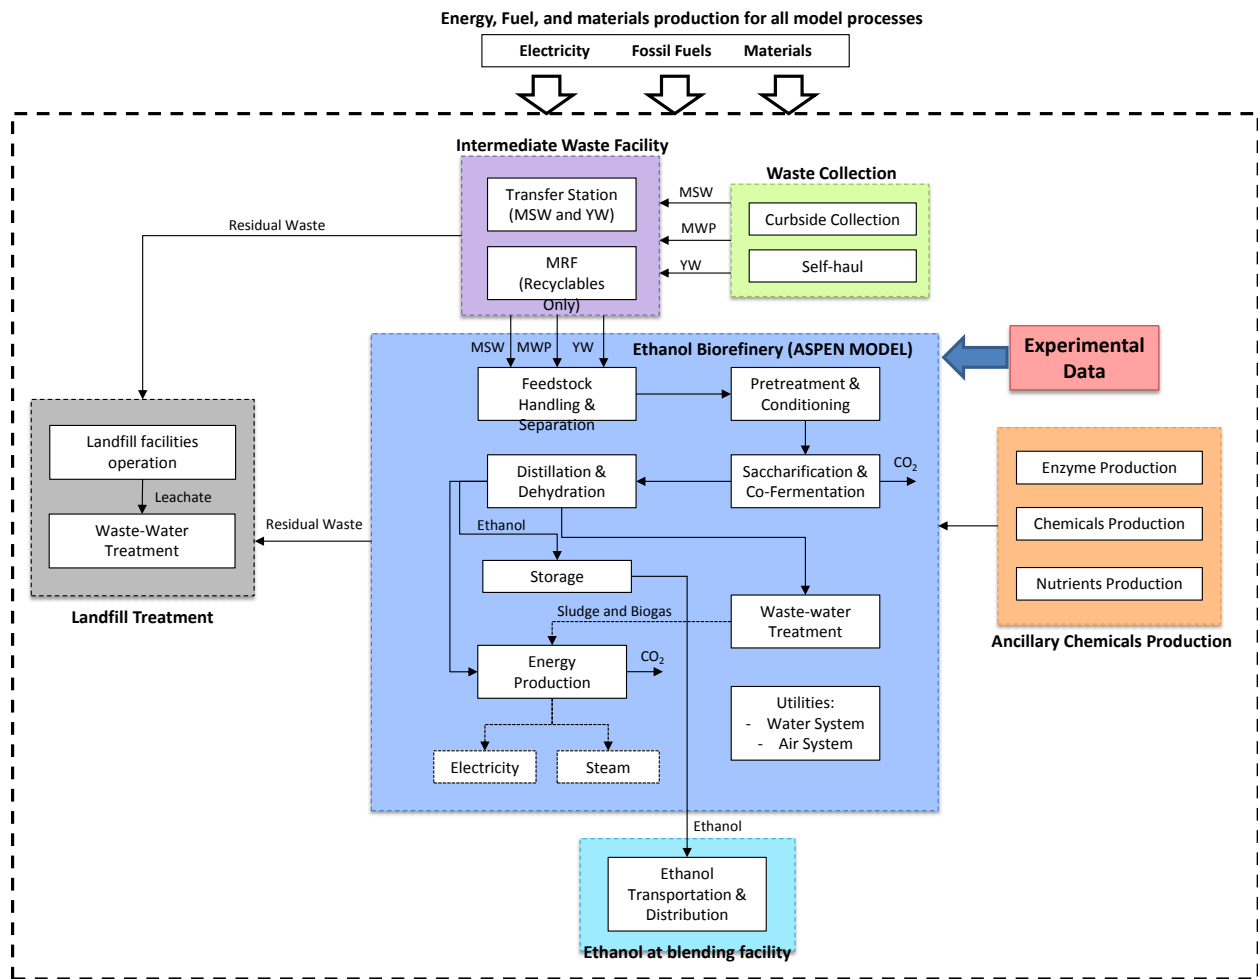 Energy, Fuel, and materials production for all model processes
Electricity Fossil Fuels Materials
Intermediate Waste Facility
Transfer Station
(MSW and YW)
MRF
(Recyclables
Only)
Waste Collection
Curbside Collection
Self-haul
MSW
MWP
YW
Residual Waste
MSW MWP YW
Ethanol Biorefinery (ASPEN MODEL)
Experimental
Data
Feedstock
Handling &
Separation
Pretreatment &
Conditioning
Distillation &
Dehydration
Saccharification &
Co-Fermentation
CO2
Ethanol
Storage
Sludge and Biogas
Waste-water
Treatment
Energy
Production
CO2
Utilities:
- Water System
- Air System
Electricity
Steam
Landfill facilities
operation
Leachate
Waste-Water
Treatment
Landfill Treatment
Residual Waste
Enzyme Production
Chemicals Production
Nutrients Production
Ancillary Chemicals Production
Ethanol
Ethanol
Transportation &
Distribution
Ethanol at blending facility